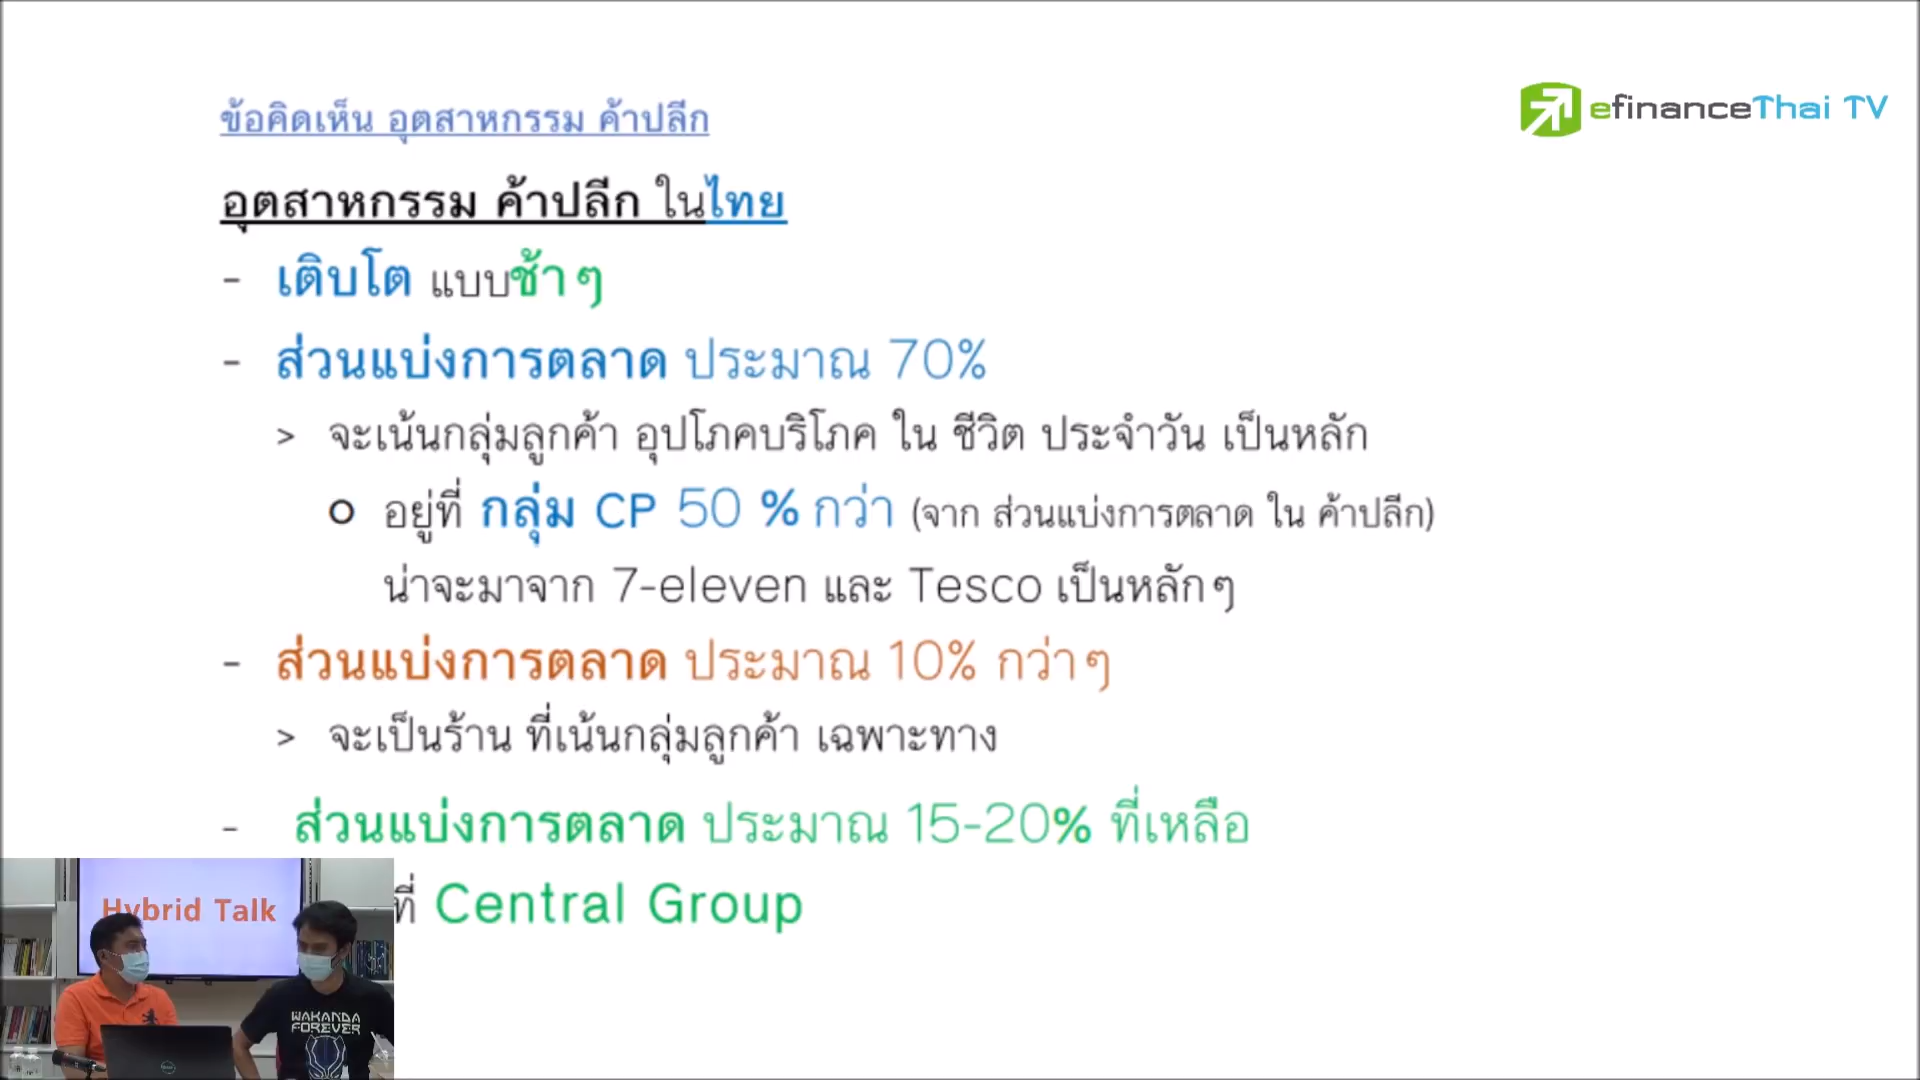 efinanceThai TV
ข้อคิดเห็น อุตสาหกรรม ค้าปลีก
อุตสาหกรรม ค้าปลีก ในไทย
- เติบโต แบบช้าๆ
- ส่วนแบ่งการตลาด ประมาณ 70%
> จะเน้นกลุ่มลูกค้า อุปโภคบริโภค ใน ชีวิต ประจำวัน เป็นหลัก
อยู่ที่ กลุ่ม CP 50 % กว่า (จาก ส่วนแบ่งการตลาด ใน ค้าปลีก)
น่าจะมาจาก 7-eleven และ Tesco เป็นหลักๆ
- ส่วนแบ่งการตลาด ประมาณ 10% กว่าๆ
> จะเป็นร้าน ที่เน้นกลุ่มลูกค้า เฉพาะทาง
- ส่วนแบ่งการตลาด ประมาณ 15-20% ที่เหลือ
ที่ Central Group
Hybrid Talk
WAKANDA
FOREVER